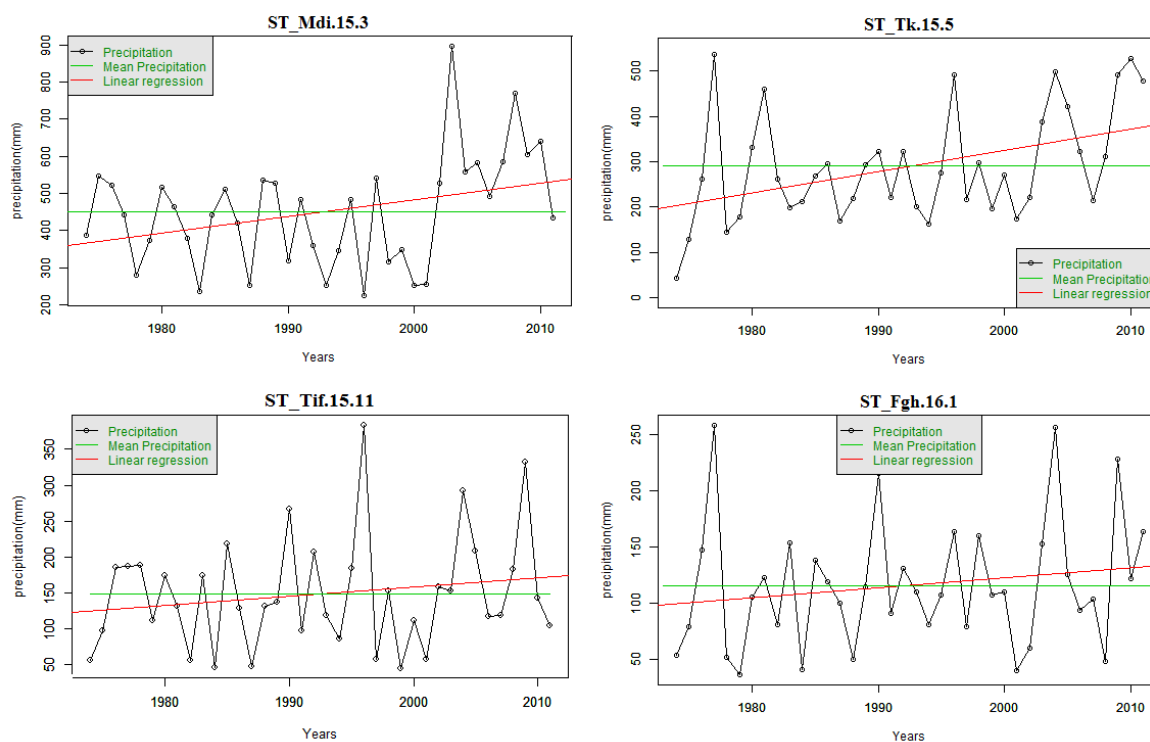 ST_Mdi.15.3
precipitation(mm)
900
800
700
600
500
400
300
200
Precipitation
Mean Precipitation
Linear regression
1980
1990
2000
2010
Years
ST_Tk.15.5
precipitation(mm)
500
400
300
200
100
0
Precipitation
Mean Precipitation
Linear regression
1980
1990
2000
2010
Years
ST_Tif.15.11
precipitation(mm)
350
300
250
200
150
100
50
Precipitation
Mean Precipitation
Linear regression
1980
1990
2000
2010
Years
ST_Fgh.16.1
precipitation(mm)
250
200
150
100
50
Precipitation
Mean Precipitation
Linear regression
1980
1990
2000
2010
Years